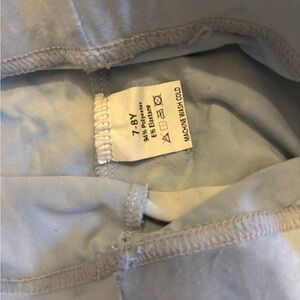 7-8Y
94% Polyester
6% Elastane
MACHINE WASH COLD